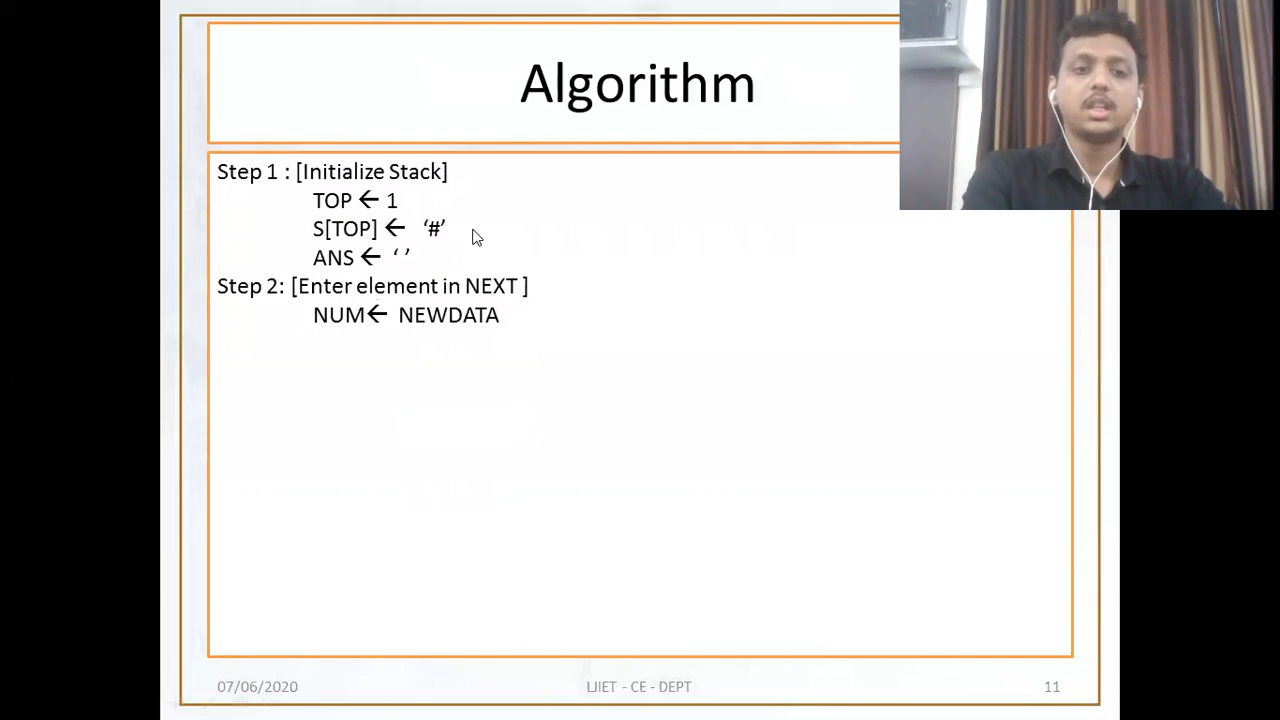 Algorithm
Step 1 : [Initialize Stack]
TOP ← 1
S[TOP] ← ‘#’
ANS ← ‘ ’
Step 2: [Enter element in NEXT ]
NUM← NEWDATA
07/06/2020
LJIET - CE - DEPT
11